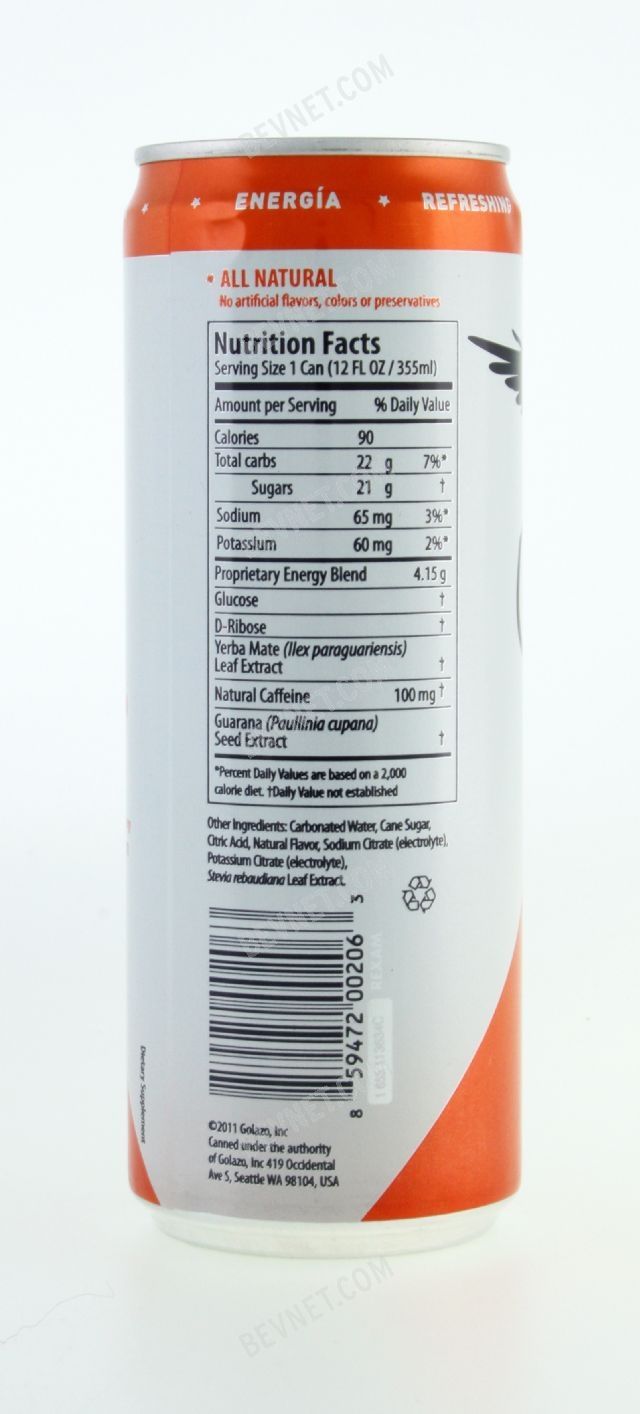 BEVNET.COM
ENERGÍA REFRESHING
• ALL NATURAL
No artificial flavors, colors or preservatives
Nutrition Facts
Serving Size 1 Can (12 FL OZ / 355ml)
Amount per Serving % Daily Value
Calories 90
Total carbs 22 g 7%*
Sugars 21 g †
Sodium 65 mg 3%*
Potassium 60 mg 2%*
Proprietary Energy Blend 4.15 g
Glucose †
D-Ribose †
Yerba Mate (Ilex paraguariensis)
Leaf Extract †
Natural Caffeine 100 mg †
Guarana (Paullinia cupana)
Seed Extract †
*Percent Daily Values are based on a 2,000
calorie diet. †Daily Value not established
Other Ingredients: Carbonated Water, Cane Sugar,
Citric Acid, Natural Flavor, Sodium Citrate (electrolyte),
Potassium Citrate (electrolyte),
Stevia rebaudiana Leaf Extract.
8 59472 00206 3
REXAM
Dietary Supplement
©2011 Golazo, Inc
Canned under the authority
of Golazo, Inc 419 Occidental
Ave S, Seattle WA 98104, USA
BEVNET.COM